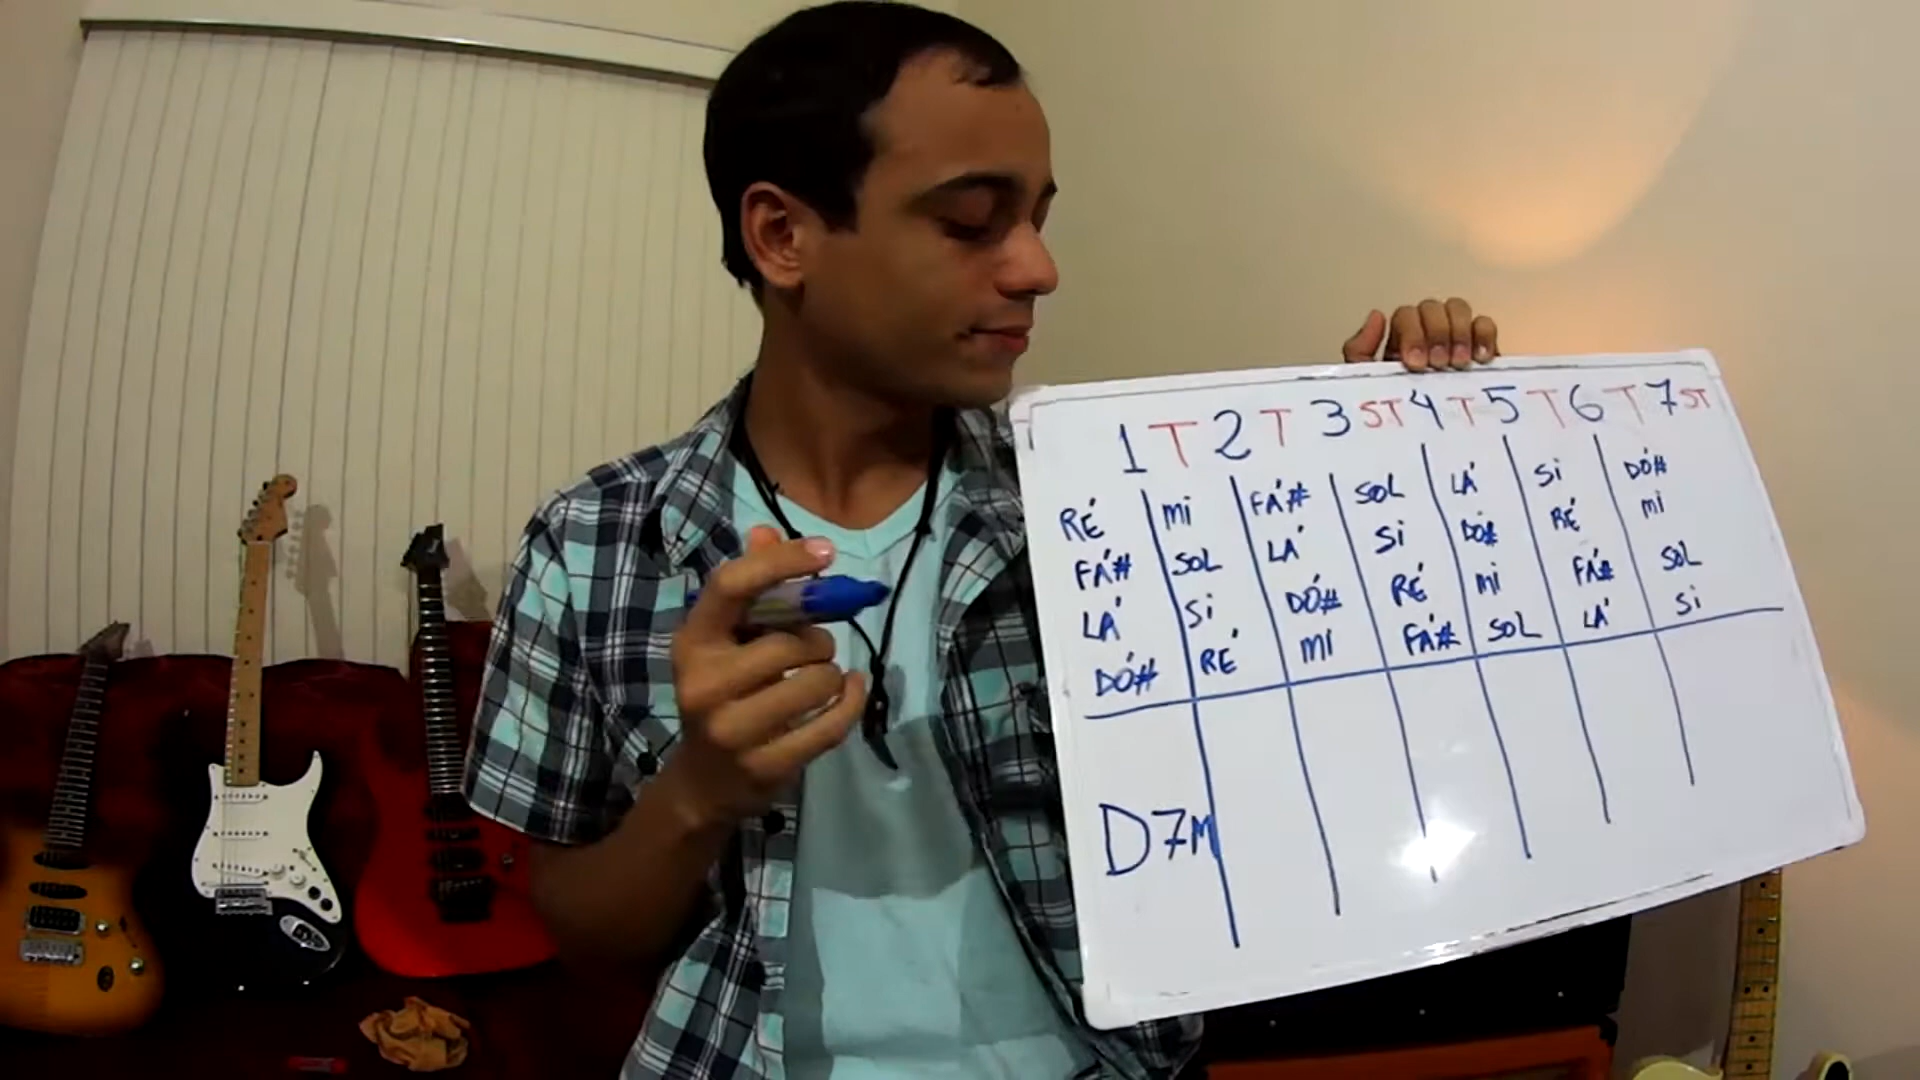 1 T 2 T 3 ST 4 T 5 T 6 T 7 ST
RÉ mi FÁ# SOL LÁ Si DÓ#
FÁ# SOL LÁ Si DÓ# RÉ mi
LÁ Si DÓ# RÉ mi FÁ# SOL
DÓ# RÉ mi FÁ# SOL LÁ Si
D7M